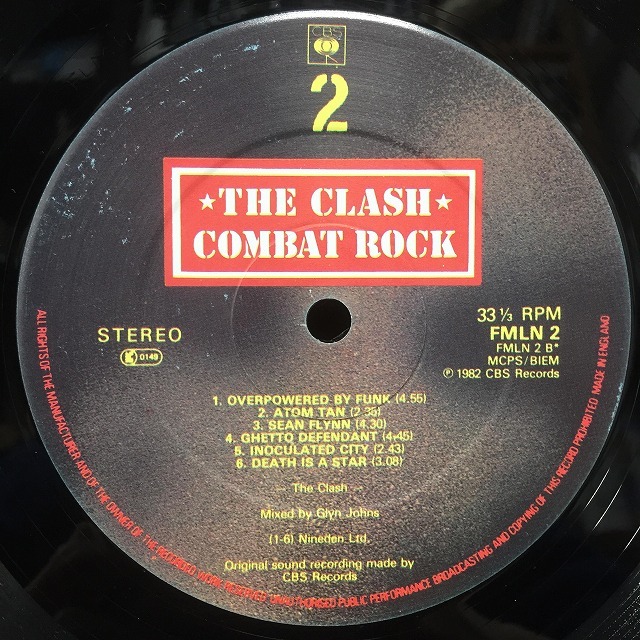 CBS
2
★THE CLASH★
COMBAT ROCK
STEREO
0149
33⅓ RPM
FMLN 2
FMLN 2 B*
MCPS/BIEM
℗ 1982 CBS Records
1. OVERPOWERED BY FUNK (4.55)
2. ATOM TAN (2.35)
3. SEAN FLYNN (4.30)
4. GHETTO DEFENDANT (4.45)
5. INOCULATED CITY (2.43)
6. DEATH IS A STAR (3.08)
— The Clash —
Mixed by Glyn Johns
(1-6) Nineden Ltd.
Original sound recording made by
CBS Records
ALL RIGHTS OF THE MANUFACTURER AND OF THE OWNER OF THE RECORDED WORK RESERVED UNAUTHORISED PUBLIC PERFORMANCE BROADCASTING AND COPYING OF THIS RECORD PROHIBITED MADE IN ENGLAND